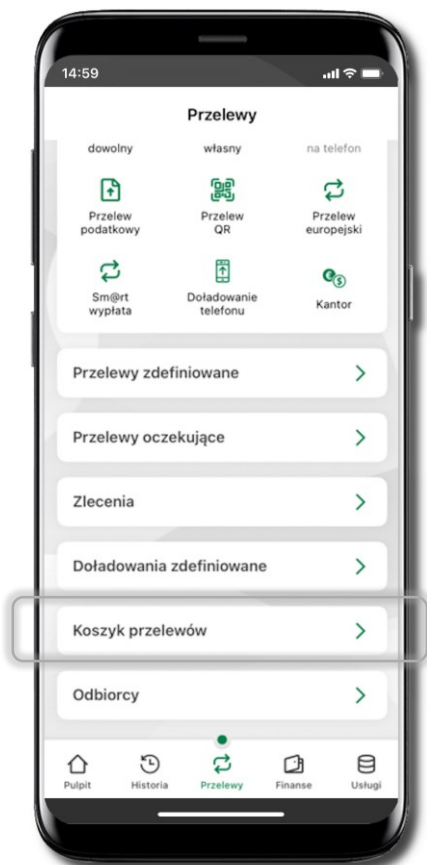 14:59
Przelewy
dowolny własny na telefon
Przelew Przelew Przelew
podatkowy QR europejski
Sm@rt Doładowanie Kantor
wypłata telefonu
Przelewy zdefiniowane
Przelewy oczekujące
Zlecenia
Doładowania zdefiniowane
Koszyk przelewów
Odbiorcy
Pulpit Historia Przelewy Finanse Usługi